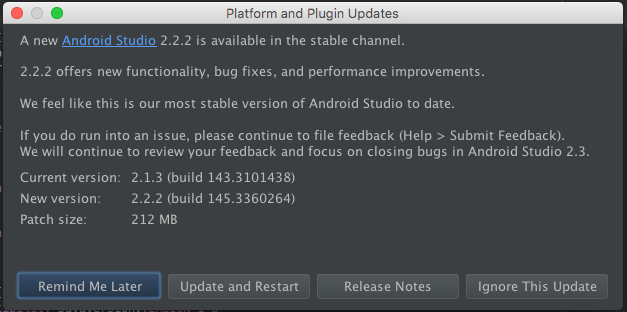 Platform and Plugin Updates
A new Android Studio 2.2.2 is available in the stable channel.
2.2.2 offers new functionality, bug fixes, and performance improvements.
We feel like this is our most stable version of Android Studio to date.
If you do run into an issue, please continue to file feedback (Help > Submit Feedback).
We will continue to review your feedback and focus on closing bugs in Android Studio 2.3.
Current version: 2.1.3 (build 143.3101438)
New version: 2.2.2 (build 145.3360264)
Patch size: 212 MB
Remind Me Later Update and Restart Release Notes Ignore This Update